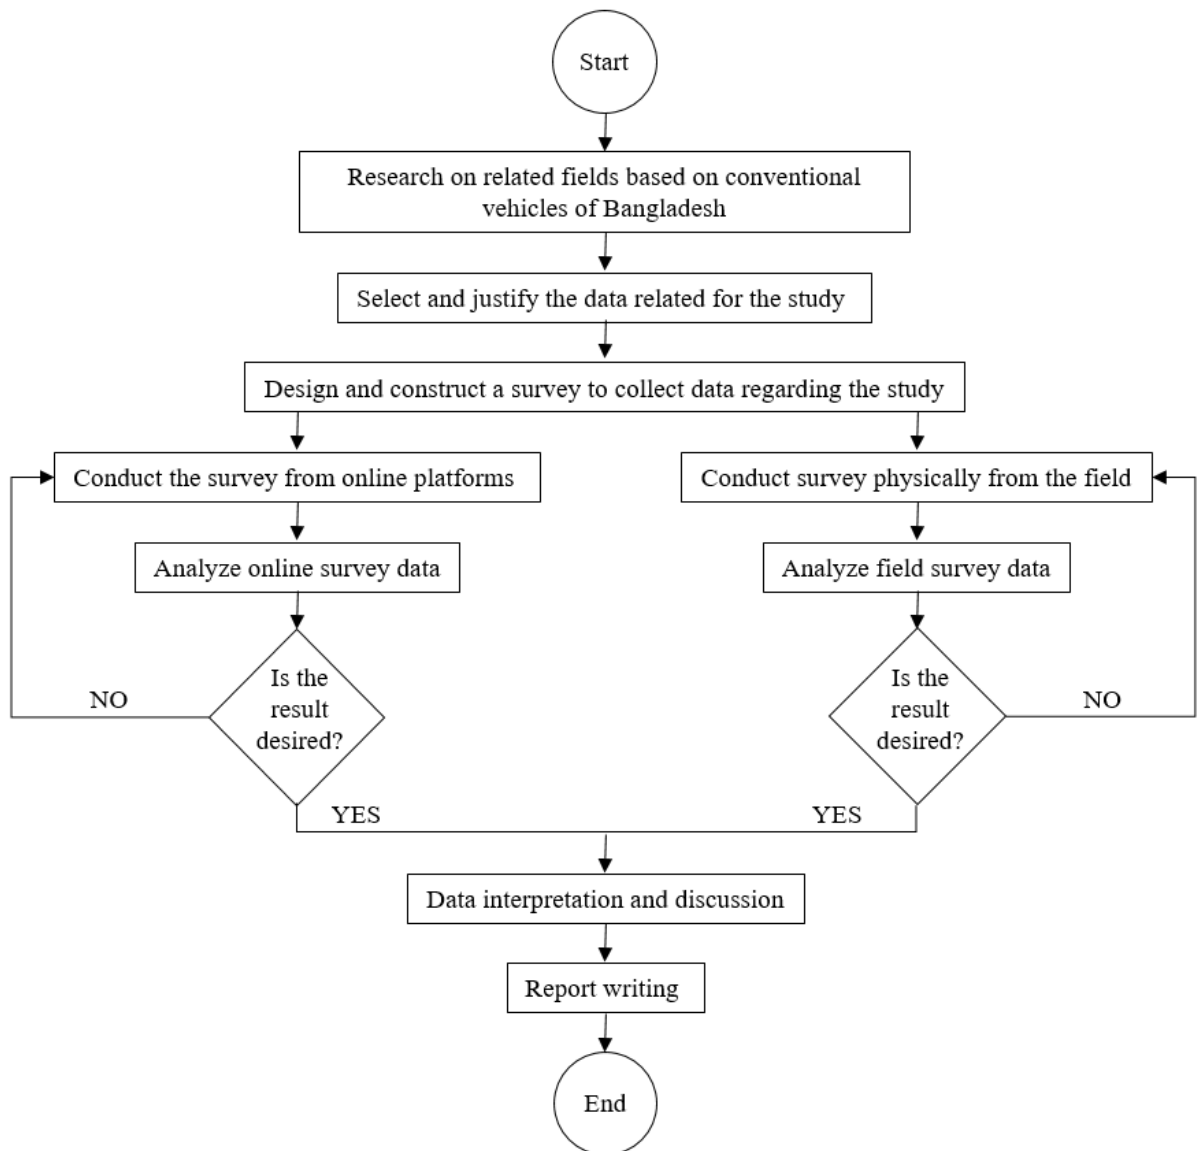 Start
Research on related fields based on conventional
vehicles of Bangladesh
Select and justify the data related for the study
Design and construct a survey to collect data regarding the study
Conduct the survey from online platforms
Conduct survey physically from the field
Analyze online survey data
Analyze field survey data
Is the
result
desired?
NO
YES
Is the
result
desired?
NO
YES
Data interpretation and discussion
Report writing
End